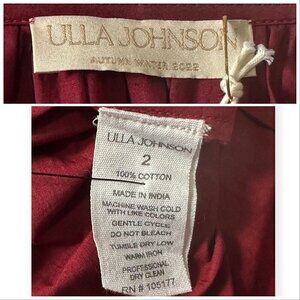 ULLA JOHNSON
AUTUMN WINTER 2022
ULLA JOHNSON
2
100% COTTON
MADE IN INDIA
MACHINE WASH COLD
WITH LIKE COLORS
GENTLE CYCLE
DO NOT BLEACH
TUMBLE DRY LOW
WARM IRON
PROFESSIONAL
DRY CLEAN
RN # 105177